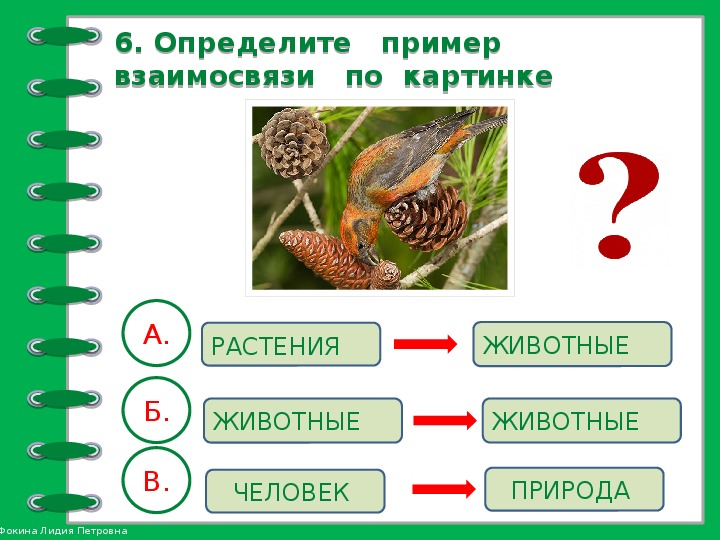 6. Определите пример
взаимосвязи по картинке
?
А.
РАСТЕНИЯ
ЖИВОТНЫЕ
Б.
ЖИВОТНЫЕ
ЖИВОТНЫЕ
В.
ЧЕЛОВЕК
ПРИРОДА
Фокина Лидия Петровна